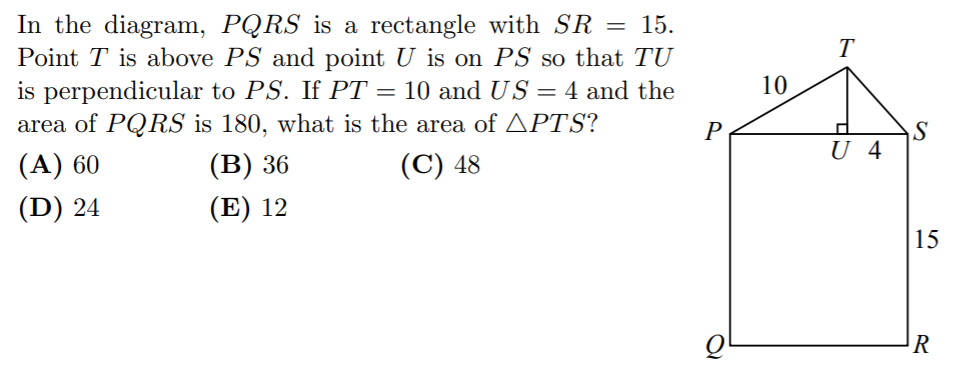 In the diagram, PQRS is a rectangle with SR = 15.
Point T is above PS and point U is on PS so that TU
is perpendicular to PS. If PT = 10 and US = 4 and the
area of PQRS is 180, what is the area of △PTS?
(A) 60 (B) 36 (C) 48
(D) 24 (E) 12
T
10
P
S
U 4
15
Q
R